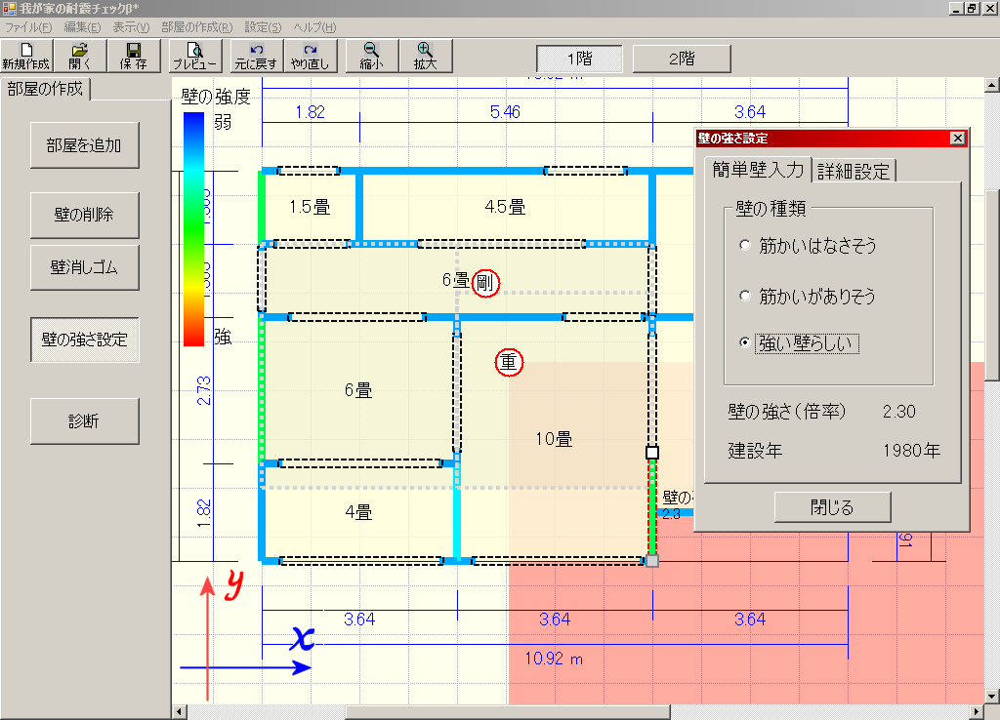 我が家の耐震チェックβ*
ファイル(F) 編集(E) 表示(V) 部屋の作成(R) 設定(S) ヘルプ(H)
新規作成 開く 保存 プレビュー 元に戻す やり直し 縮小 拡大 1階 2階
部屋の作成
部屋を追加
壁の削除
壁消しゴム
壁の強さ設定
診断
壁の強度
弱
強
1.82 5.46 3.64
1.5畳 4.5畳
6畳 剛
重
6畳
10畳
4畳
2.73
1.82
壁の
2.3
91
y
x
3.64 3.64 3.64
10.92 m
壁の強さ設定
簡単壁入力 詳細設定
壁の種類
筋かいはなさそう
筋かいがありそう
強い壁らしい
壁の強さ(倍率) 2.30
建設年 1980年
閉じる